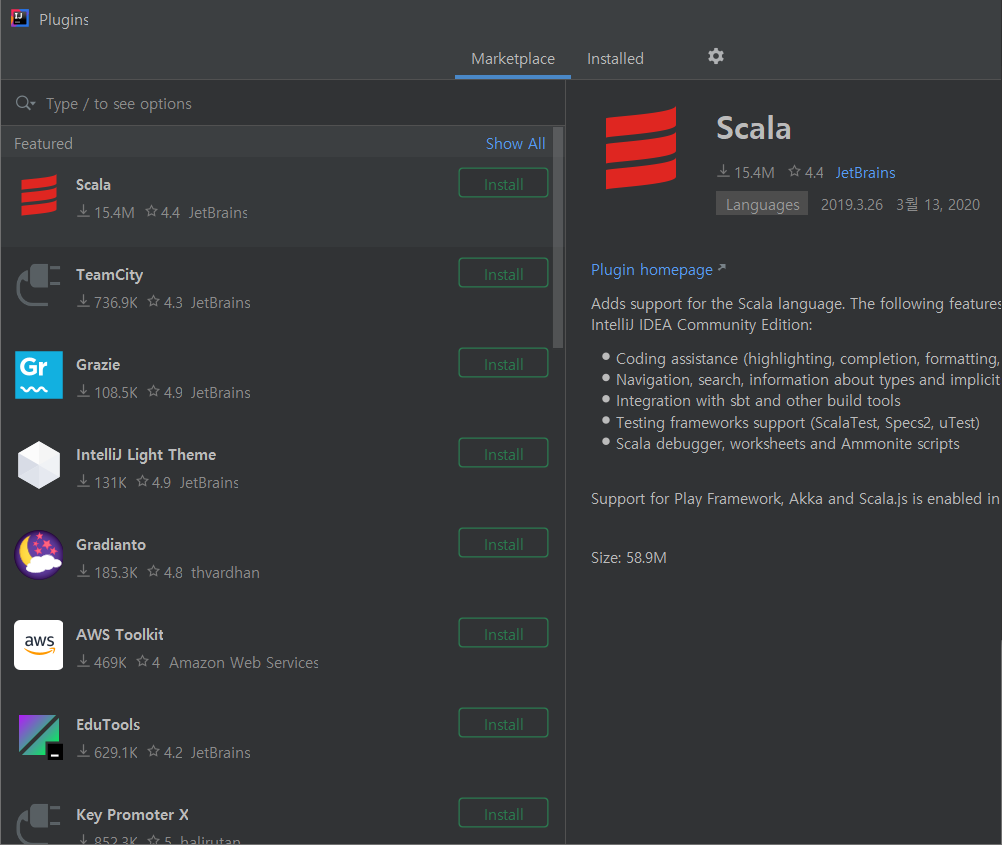 Plugins
Marketplace
Installed
Type / to see options
Featured
Show All
Scala
15.4M 4.4 JetBrains
Install
TeamCity
736.9K 4.3 JetBrains
Install
Gr
Grazie
108.5K 4.9 JetBrains
Install
IntelliJ Light Theme
131K 4.9 JetBrains
Install
Gradianto
185.3K 4.8 thvardhan
Install
aws
AWS Toolkit
469K 4 Amazon Web Services
Install
EduTools
629.1K 4.2 JetBrains
Install
Key Promoter X
852.3K 5 halirutan
Install
Scala
15.4M 4.4 JetBrains
Languages 2019.3.26 3월 13, 2020
Plugin homepage
Adds support for the Scala language. The following features
IntelliJ IDEA Community Edition:
Coding assistance (highlighting, completion, formatting,
Navigation, search, information about types and implicit
Integration with sbt and other build tools
Testing frameworks support (ScalaTest, Specs2, uTest)
Scala debugger, worksheets and Ammonite scripts
Support for Play Framework, Akka and Scala.js is enabled in
Size: 58.9M